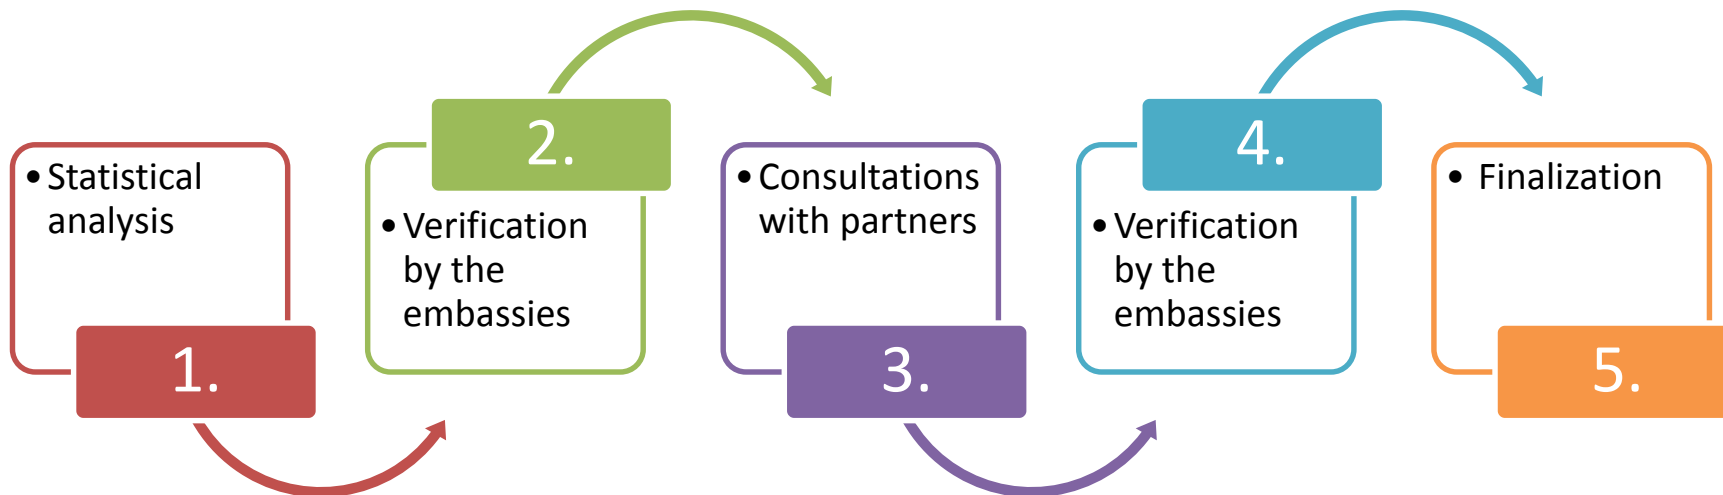 • Statistical
analysis
1.
2.
• Verification
by the
embassies
• Consultations
with partners
3.
4.
• Verification
by the
embassies
• Finalization
5.